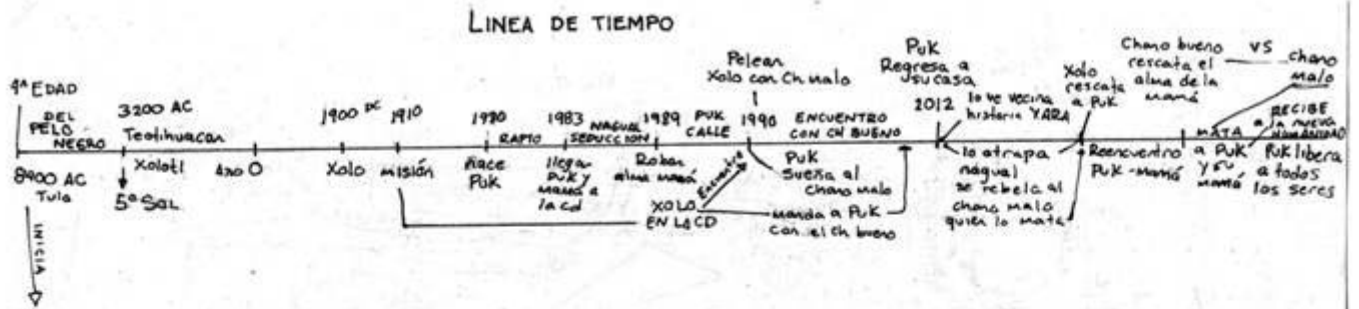 LINEA DE TIEMPO
4ª EDAD
DEL
PELO
NEGRO
8900 AC
Tula
INICIA
3200 AC
Teotihuacan
Xolotl
5º SOL
AÑO 0
1900 DC
Xolo
1910
misión
1980
Ñace
Puk
RAPTO
1983
llegan
Puk y
mamá a
la cd
NAGUAL
SEDUCCION
1989
Roban
alma mamá
XOLO
EN LA CD
PUK
CALLE
Encuentro
Pelean
Xolo con Ch malo
1990
Puk
Sueña al
chano malo
manda a Puk
con el ch bueno
ENCUENTRO
CON CH BUENO
Puk
Regresa a
su casa
2012
lo ve vecina
historia YARA
lo atrapa
nagual
se rebela al
chano malo
quien lo mata
Xolo
rescata
a Puk
Reencuentro
Puk-mamá
Chano bueno
rescata el
alma de la
mamá
VS
chano
malo
MATA
a Puk
y su
mamá
RECIBE
a la nueva
HUMANIDAD
Puk libera
a todos
los seres